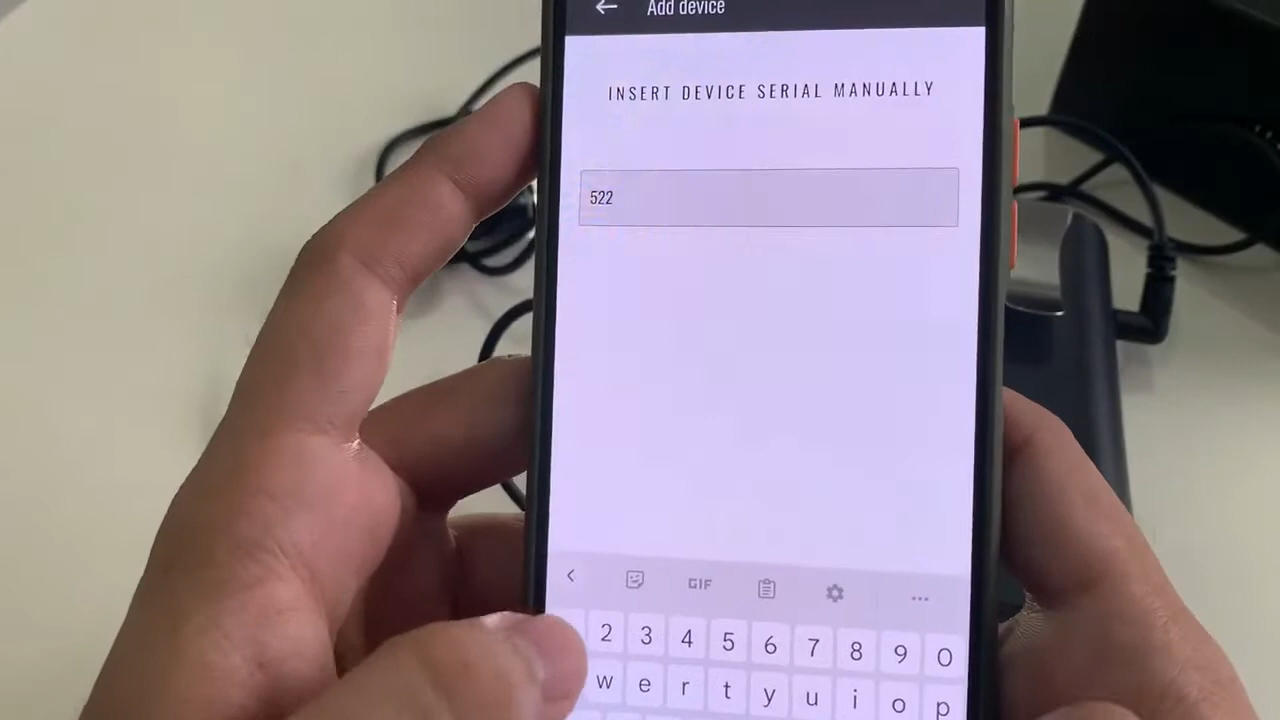 Add device
INSERT DEVICE SERIAL MANUALLY
522
GIF
2 3 4 5 6 7 8 9 0
w e r t y u i o p